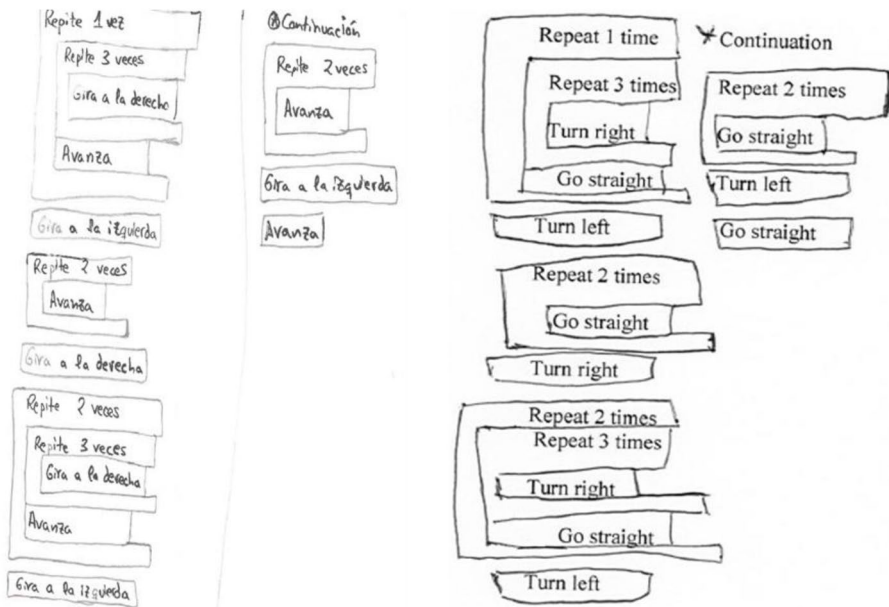 Repite 1 vez
Repite 3 veces
Gira a la derecho
Avanza
Gira a la izquierda
Repite 2 veces
Avanza
Gira a la derecha
Repite 2 veces
Repite 3 veces
Gira a la derecha
Avanza
Gira a la izquierda
⊛Continuación
Repite 2 veces
Avanza
Gira a la izquierda
Avanza
Repeat 1 time
Repeat 3 times
Turn right
Go straight
Turn left
Repeat 2 times
Go straight
Turn right
Repeat 2 times
Repeat 3 times
Turn right
Go straight
Turn left
* Continuation
Repeat 2 times
Go straight
Turn left
Go straight